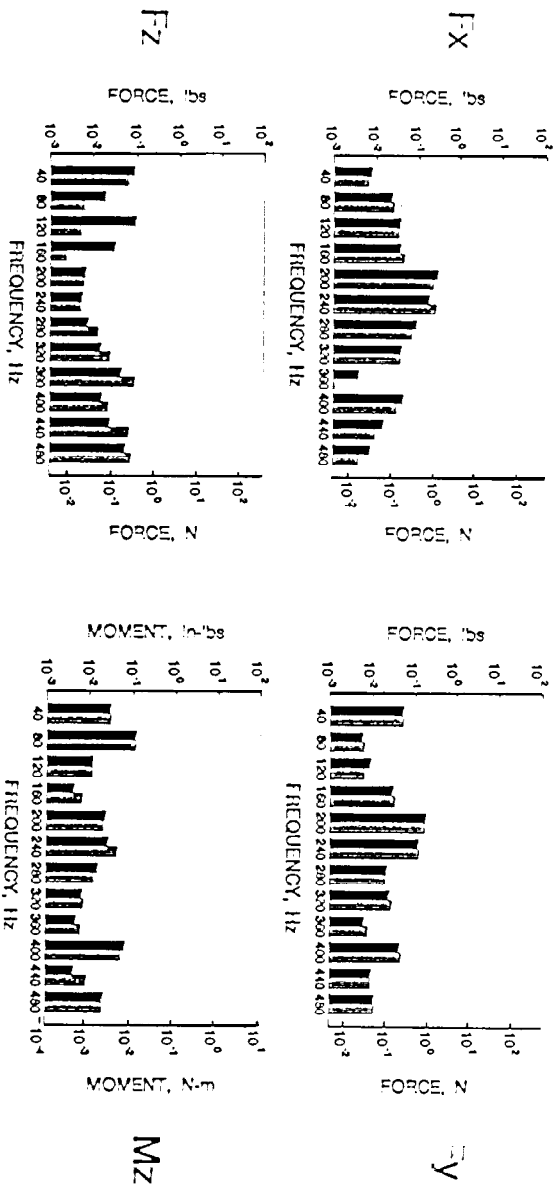 Fx
FORCE, lbs
10⁻³ 10⁻² 10⁻¹ 10⁰ 10¹ 10²
40 80 120 160 200 240 280 320 360 400 440 480
FREQUENCY, Hz
10⁻² 10⁻¹ 10⁰ 10¹ 10²
FORCE, N
FORCE, lbs
10⁻³ 10⁻² 10⁻¹ 10⁰ 10¹ 10²
40 80 120 160 200 240 280 320 360 400 440 480
FREQUENCY, Hz
10⁻² 10⁻¹ 10⁰ 10¹ 10²
FORCE, N
Fy
Fz
FORCE, lbs
10⁻³ 10⁻² 10⁻¹ 10⁰ 10¹ 10²
40 80 120 160 200 240 280 320 360 400 440 480
FREQUENCY, Hz
10⁻² 10⁻¹ 10⁰ 10¹ 10²
FORCE, N
MOMENT, in-lbs
10⁻³ 10⁻² 10⁻¹ 10⁰ 10¹ 10²
40 80 120 160 200 240 280 320 360 400 440 480
FREQUENCY, Hz
10⁻⁴ 10⁻³ 10⁻² 10⁻¹ 10⁰ 10¹
MOMENT, N-m
Mz